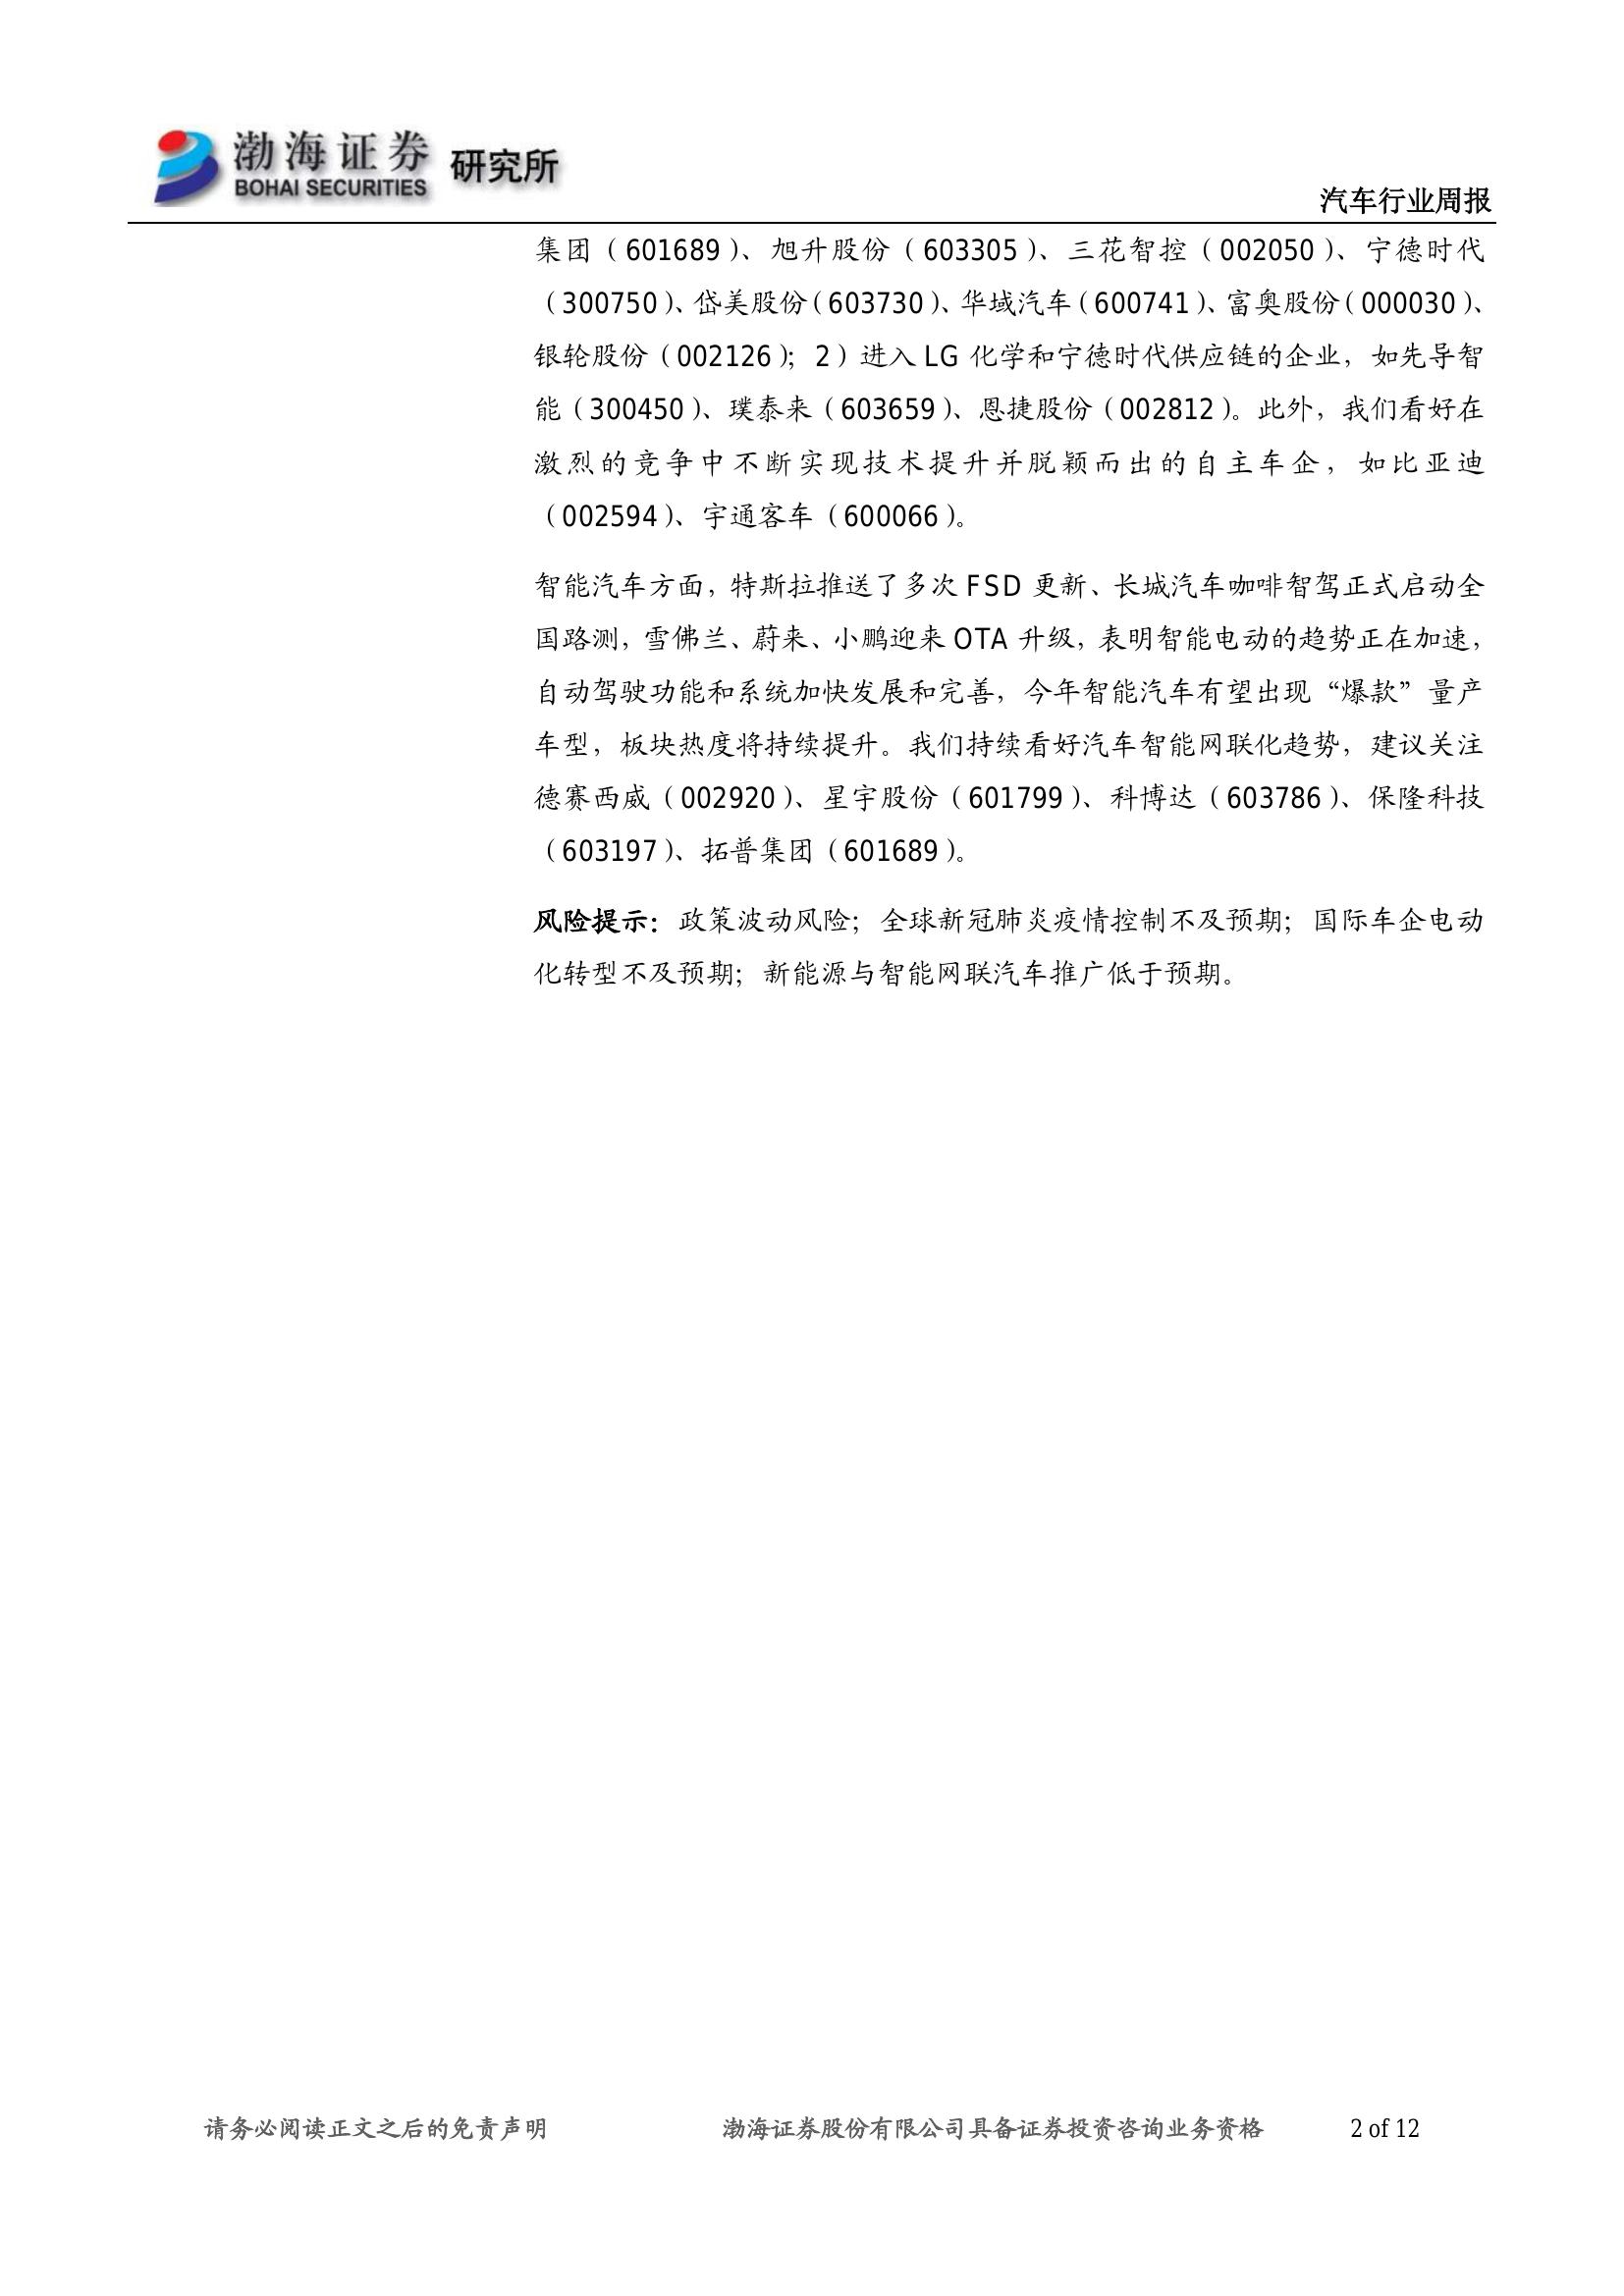 渤海证券 研究所
BOHAI SECURITIES
汽车行业周报
集团（601689）、旭升股份（603305）、三花智控（002050）、宁德时代
（300750）、岱美股份（603730）、华域汽车（600741）、富奥股份（000030）、
银轮股份（002126）；2）进入 LG 化学和宁德时代供应链的企业，如先导智
能（300450）、璞泰来（603659）、恩捷股份（002812）。此外，我们看好在
激烈的竞争中不断实现技术提升并脱颖而出的自主车企，如比亚迪
（002594）、宇通客车（600066）。
智能汽车方面，特斯拉推送了多次 FSD 更新、长城汽车咖啡智驾正式启动全
国路测，雪佛兰、蔚来、小鹏迎来 OTA 升级，表明智能电动的趋势正在加速，
自动驾驶功能和系统加快发展和完善，今年智能汽车有望出现“爆款”量产
车型，板块热度将持续提升。我们持续看好汽车智能网联化趋势，建议关注
德赛西威（002920）、星宇股份（601799）、科博达（603786）、保隆科技
（603197）、拓普集团（601689）。
风险提示：政策波动风险；全球新冠肺炎疫情控制不及预期；国际车企电动
化转型不及预期；新能源与智能网联汽车推广低于预期。
请务必阅读正文之后的免责声明 渤海证券股份有限公司具备证券投资咨询业务资格 2 of 12